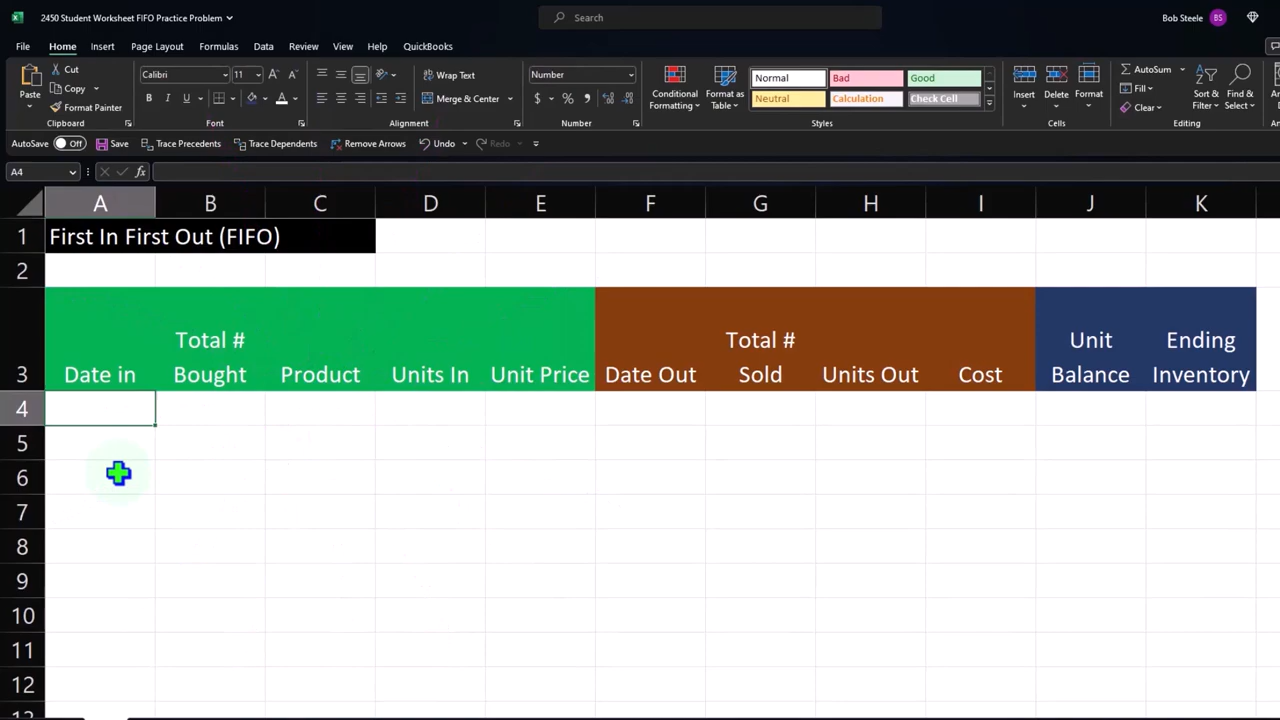 2450 Student Worksheet FIFO Practice Problem
Search
Bob Steele BS
File Home Insert Page Layout Formulas Data Review View Help QuickBooks
Paste
Cut
Copy
Format Painter
Clipboard
Calibri 11
B I U A
Font
Wrap Text
Merge & Center
Alignment
Number
$ % 9
Number
Conditional Formatting
Format as Table
Normal Bad Good
Neutral Calculation Check Cell
Styles
Insert Delete Format
Cells
AutoSum
Fill
Clear
Sort & Filter
Find & Select
Editing
AutoSave Off Save Trace Precedents Trace Dependents Remove Arrows Undo Redo
A4 fx
A B C D E F G H I J K
1 First In First Out (FIFO)
2
Total # Total # Unit Ending
3 Date in Bought Product Units In Unit Price Date Out Sold Units Out Cost Balance Inventory
4
5
6
7
8
9
10
11
12